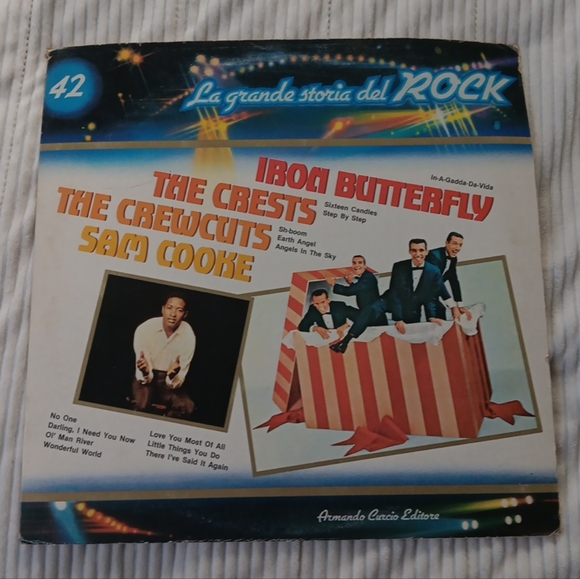 42
La grande storia del ROCK
IRON BUTTERFLY
In-A-Gadda-Da-Vida
THE CRESTS
Sixteen Candles
Step By Step
THE CREWCUTS
Sh-boom
Earth Angel
Angels In The Sky
SAM COOKE
No One
Darling, I Need You Now
Ol' Man River
Wonderful World
Love You Most Of All
Little Things You Do
There I've Said It Again
Armando Curcio Editore